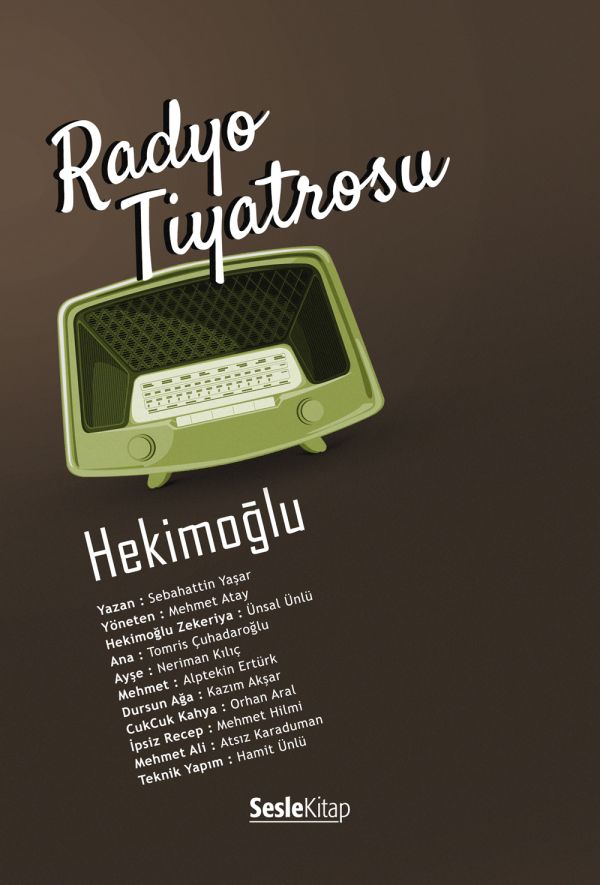 Radyo
Tiyatrosu
Hekimoğlu
Yazan : Sebahattin Yaşar
Yöneten : Mehmet Atay
Hekimoğlu Zekeriya : Ünsal Ünlü
Ana : Tomris Çuhadaroğlu
Ayşe : Neriman Kılıç
Mehmet : Alptekin Ertürk
Dursun Ağa : Kazım Akşar
CukCuk Kahya : Orhan Aral
İpsiz Recep : Mehmet Hilmi
Mehmet Ali : Atsız Karaduman
Teknik Yapım : Hamit Ünlü
SesleKitap